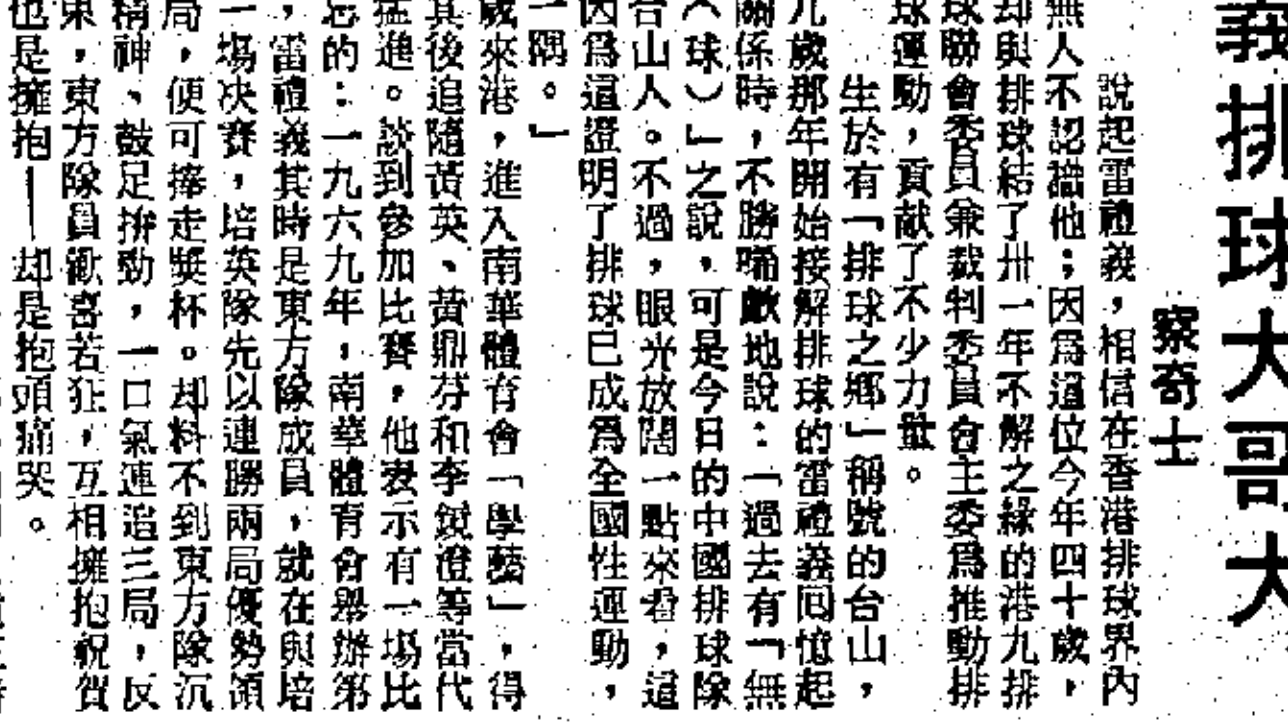 義排球大哥大
察奇士
說起雷禮義，相信在香港排球界內
無人不認識他；因爲這位今年四十歲，
却與排球結了卅一年不解之緣的港九排
球聯會委員兼裁判委員會主委爲推動排
球運動，貢献了不少力量。
生於有「排球之鄉」稱號的台山，
九歲那年開始接解排球的雷禮義回憶起
關係時，不勝唏歔地說：「過去有「無
（球）」之說，可是今日的中國排球隊
台山人。不過，眼光放闊一點來看，這
因爲這證明了排球已成爲全國性運動，
一隅。」
歲來港，進入南華體育會「學藝」，得
其後追隨黃英、黃鼎芬和李鏡澄等當代
猛進。談到參加比賽，他表示有一場比
忘的：一九六九年，南華體育會舉辦第
，雷禮義其時是東方隊成員，就在與培
一場决賽，培英隊先以連勝兩局優勢領
局，便可捧走獎杯。却料不到東方隊沉
精神、鼓足拚勁，一口氣連追三局，反
東，東方隊員歡喜若狂，互相擁抱祝賀
也是擁抱——却是抱頭痛哭。